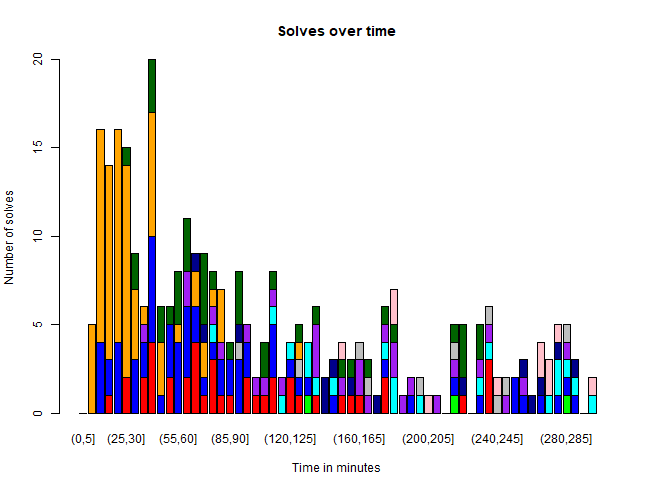 Solves over time
Number of solves
20
15
10
5
0
(0,5] (25,30] (55,60] (85,90] (120,125] (160,165] (200,205] (240,245] (280,285]
Time in minutes